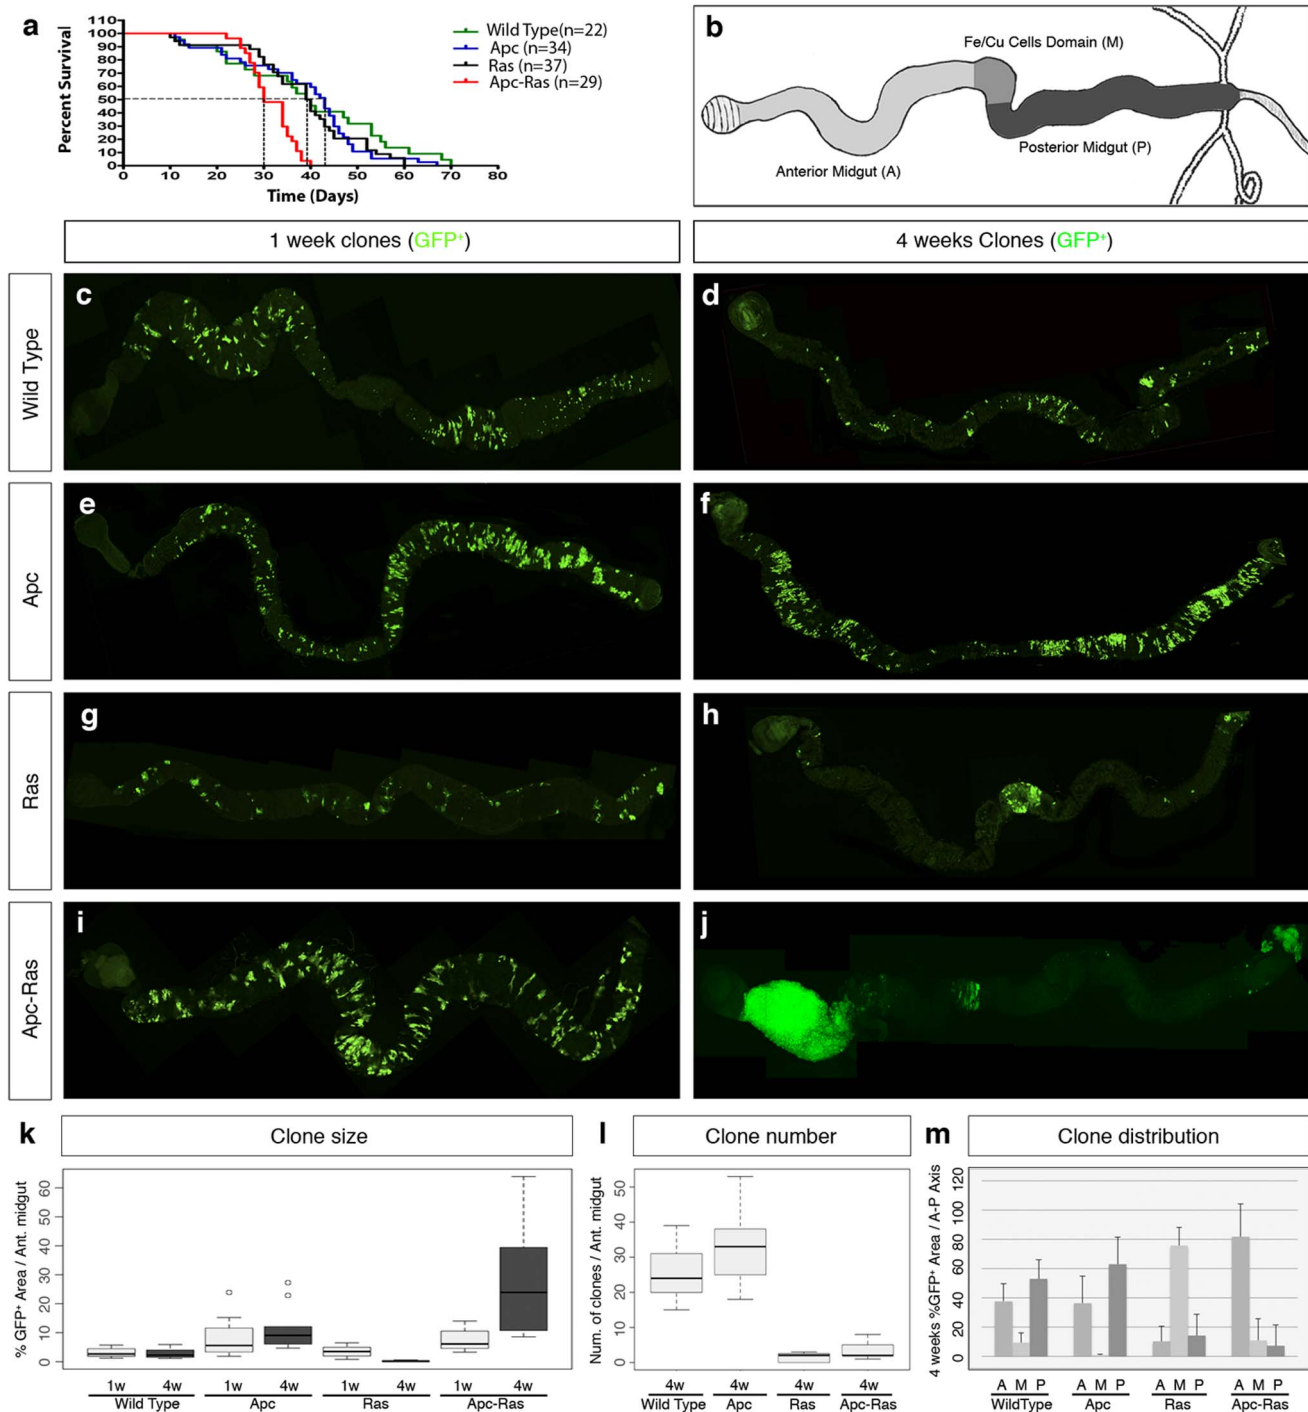 a
Percent Survival
110
100
90
80
70
60
50
40
30
20
10
0
0 10 20 30 40 50 60 70 80
Time (Days)
Wild Type(n=22)
Apc (n=34)
Ras (n=37)
Apc-Ras (n=29)
b
Fe/Cu Cells Domain (M)
Posterior Midgut (P)
Anterior Midgut (A)
1 week clones (GFP⁺)
4 weeks Clones (GFP⁺)
Wild Type
c
d
Apc
e
f
Ras
g
h
Apc-Ras
i
j
k
Clone size
% GFP⁺ Area / Ant. midgut
60
50
40
30
20
10
0
1w 4w 1w 4w 1w 4w 1w 4w
Wild Type Apc Ras Apc-Ras
l
Clone number
Num. of clones / Ant. midgut
50
40
30
20
10
0
4w 4w 4w 4w
Wild Type Apc Ras Apc-Ras
m
Clone distribution
4 weeks %GFP⁺ Area / A-P Axis
120
100
80
60
40
20
0
A M P A M P A M P A M P
WildType Apc Ras Apc-Ras